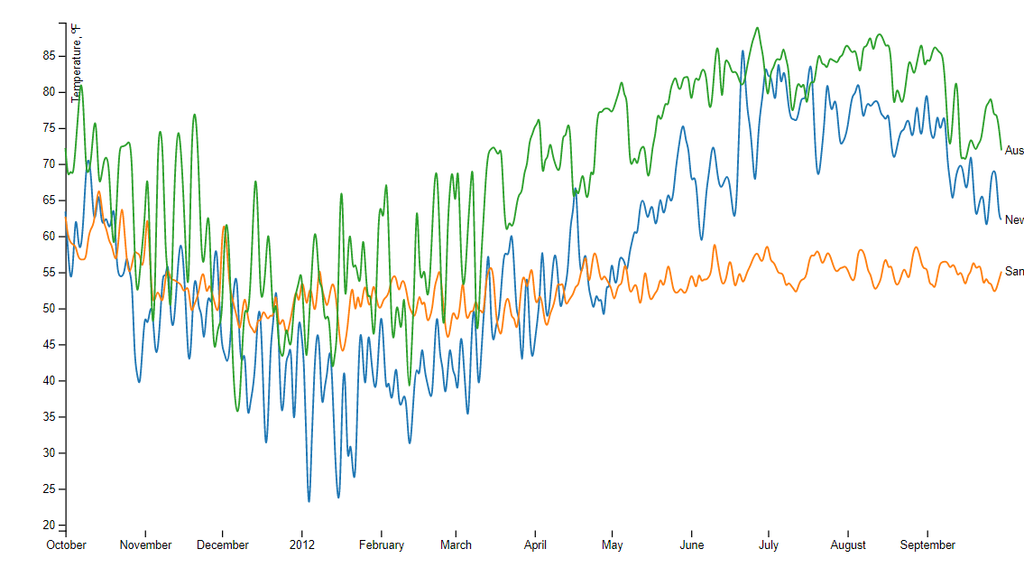 Temperature, ºF
85
80
75
70
65
60
55
50
45
40
35
30
25
20
October November December 2012 February March April May June July August September
Aus
New
San